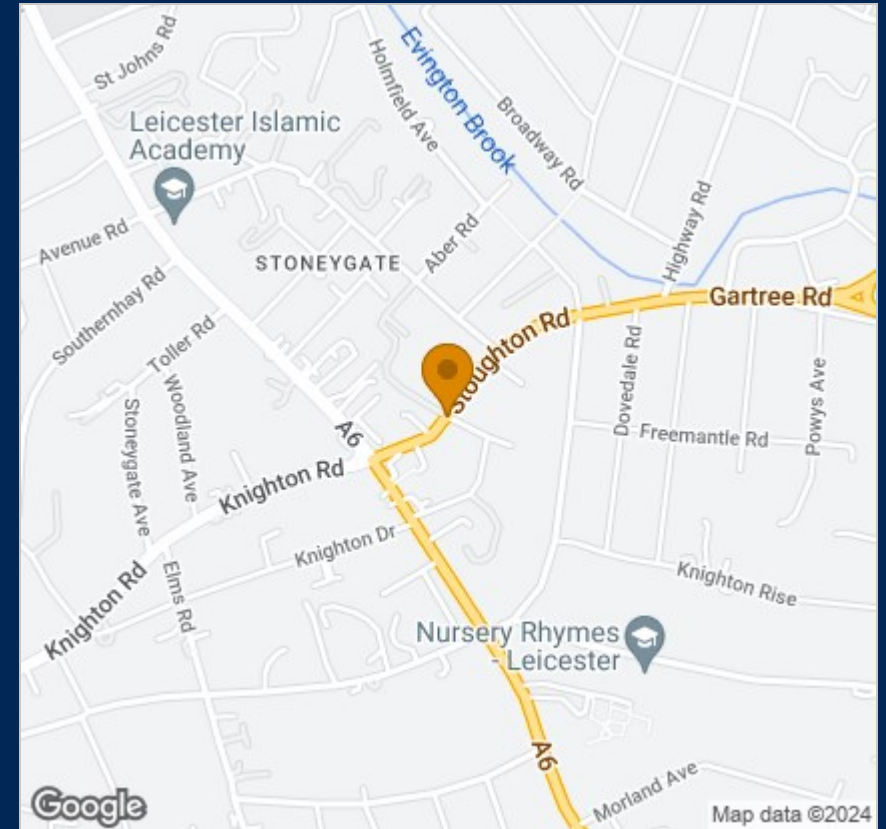 St Johns Rd
Holmfield Ave
Evington Brook
Broadway Rd
Leicester Islamic
Academy
Highway Rd
Avenue Rd
STONEYGATE
Aber Rd
Southernhay Rd
Toller Rd
Gartree Rd
Stoughton Rd
Woodland Ave
Stoneygate Ave
A6
Dovedale Rd
Powys Ave
Freemantle Rd
Knighton Rd
Knighton Dr
Knighton Rd
Elms Rd
Knighton Rise
Nursery Rhymes
- Leicester
A6
Morland Ave
Google
Map data ©2024